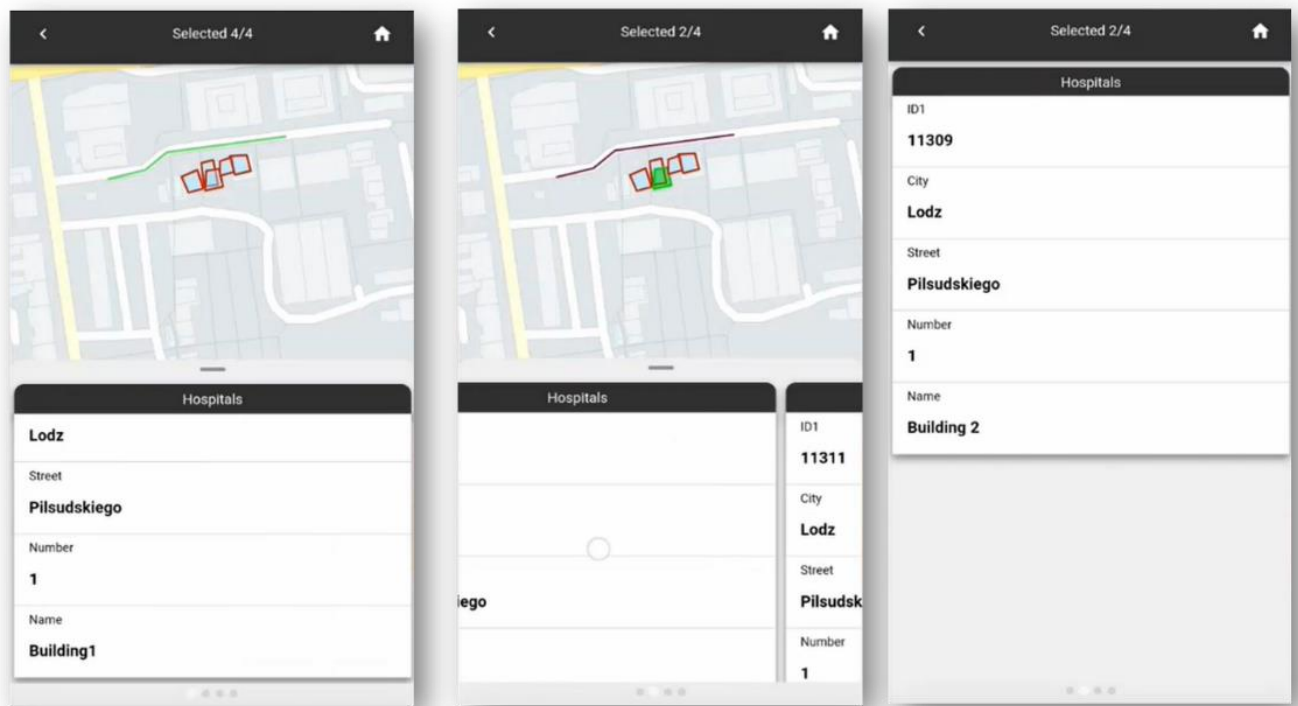 Selected 4/4
Hospitals
Lodz
Street
Pilsudskiego
Number
1
Name
Building1
Selected 2/4
Hospitals
iego
ID1
11311
City
Lodz
Street
Pilsudsk
Number
1
Selected 2/4
Hospitals
ID1
11309
City
Lodz
Street
Pilsudskiego
Number
1
Name
Building 2